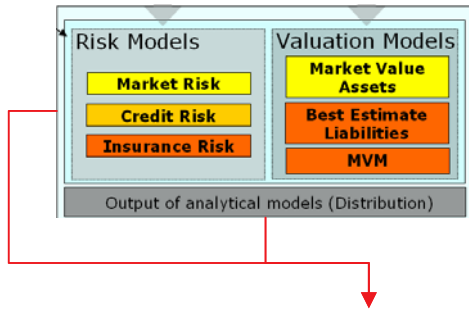 Risk Models
Market Risk
Credit Risk
Insurance Risk
Valuation Models
Market Value
Assets
Best Estimate
Liabilities
MVM
Output of analytical models (Distribution)